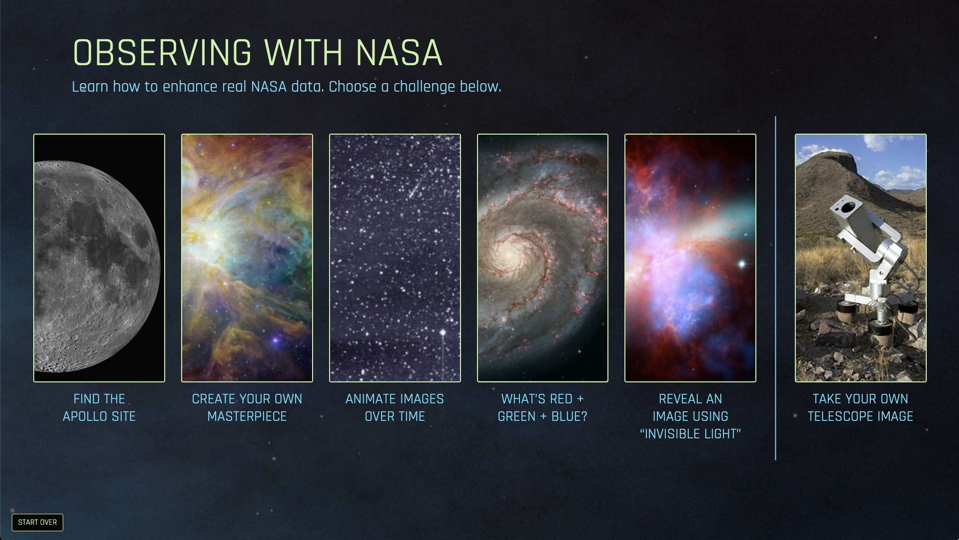 OBSERVING WITH NASA
Learn how to enhance real NASA data. Choose a challenge below.
FIND THE
APOLLO SITE
CREATE YOUR OWN
MASTERPIECE
ANIMATE IMAGES
OVER TIME
WHAT'S RED +
GREEN + BLUE?
REVEAL AN
IMAGE USING
“INVISIBLE LIGHT”
TAKE YOUR OWN
TELESCOPE IMAGE
START OVER